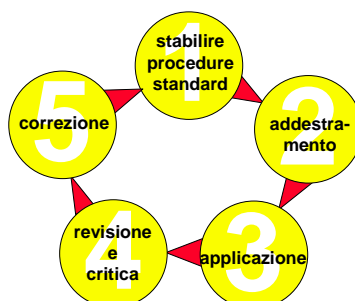 1
stabilire
procedure
standard
2
addestra-
mento
3
applicazione
4
revisione
e
critica
5
correzione